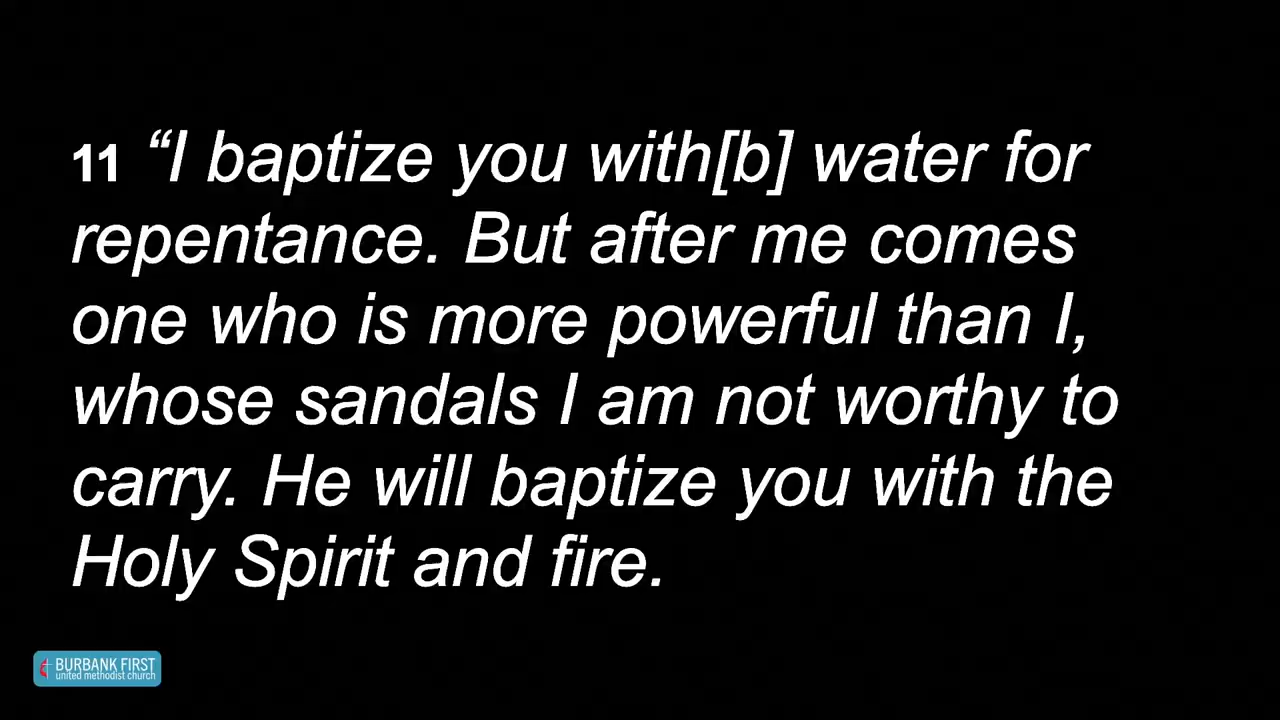 11 “I baptize you with[b] water for
repentance. But after me comes
one who is more powerful than I,
whose sandals I am not worthy to
carry. He will baptize you with the
Holy Spirit and fire.
BURBANK FIRST
united methodist church